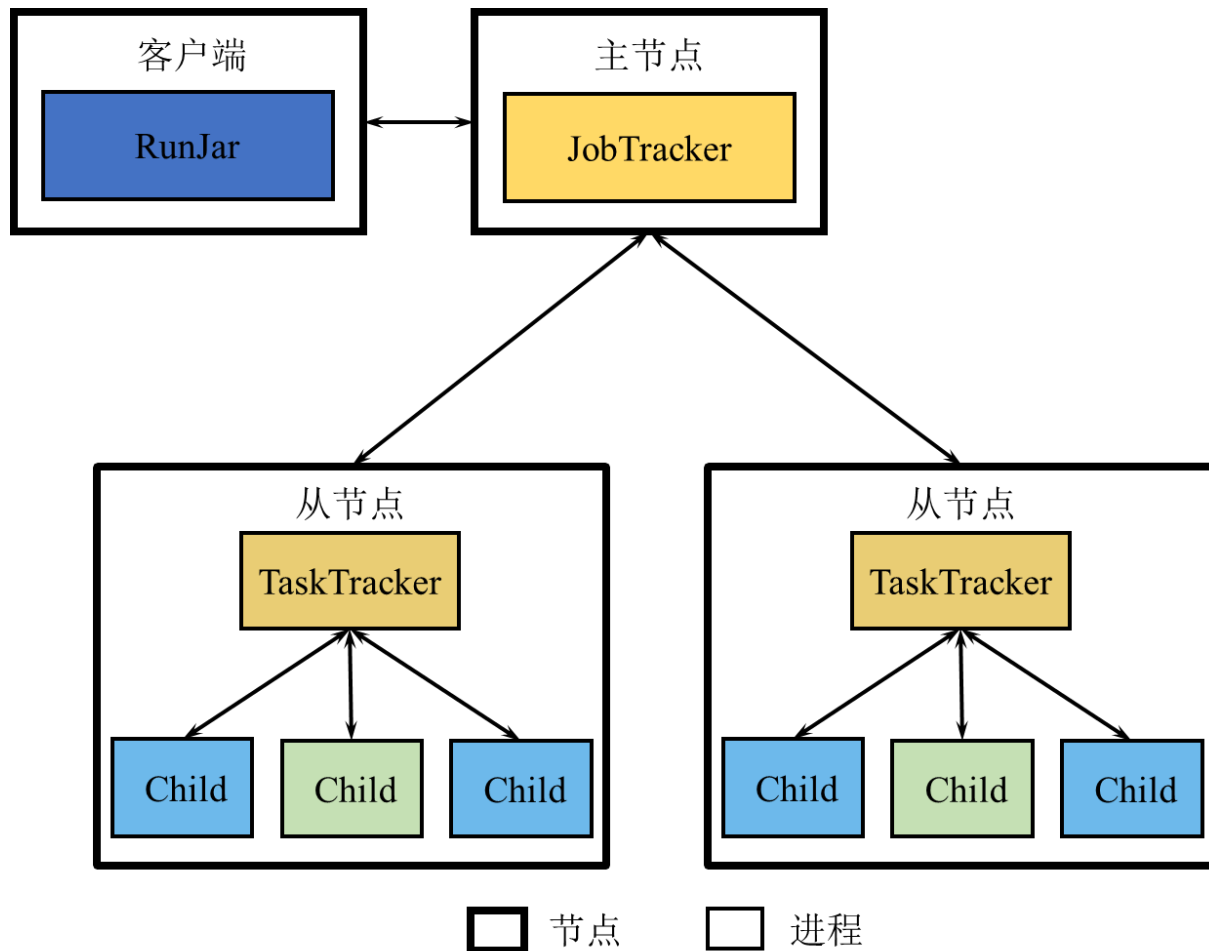 客户端
RunJar
主节点
JobTracker
从节点
TaskTracker
Child
Child
Child
从节点
TaskTracker
Child
Child
Child
节点
进程